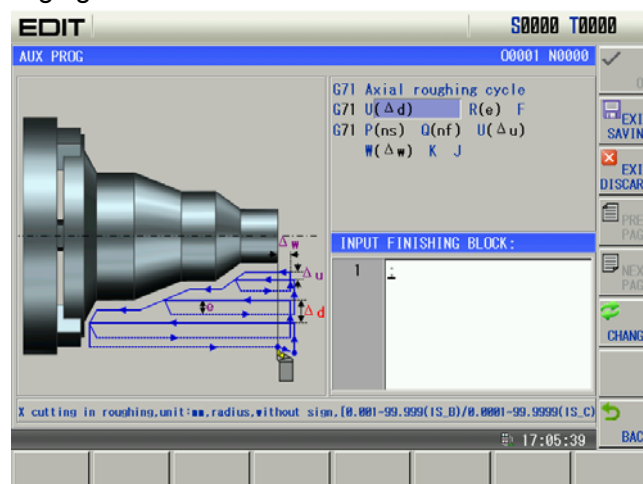 EDIT S0000 T0000
AUX PROG O0001 N0000
G71 Axial roughing cycle
G71 U(Δd) R(e) F
G71 P(ns) Q(nf) U(Δu)
W(Δw) K J
INPUT FINISHING BLOCK:
1 ;
Δw
Δu
e
Δd
X cutting in roughing,unit:mm,radius,without sign,[0.001-99.999(IS_B)/0.0001-99.9999(IS_C)
17:05:39
EXI
SAVIN
EXI
DISCAR
PRE
PAG
NEX
PAG
CHANG
BAC